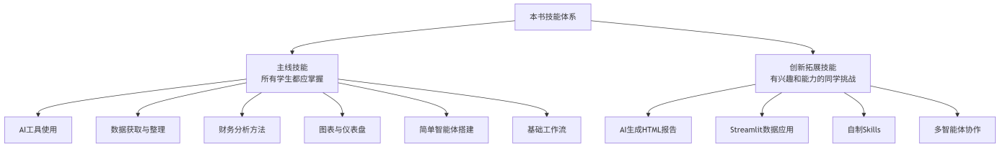 本书技能体系
主线技能
所有学生都应掌握
创新拓展技能
有兴趣和能力的同学挑战
AI工具使用
数据获取与整理
财务分析方法
图表与仪表盘
简单智能体搭建
基础工作流
AI生成HTML报告
Streamlit数据应用
自制Skills
多智能体协作